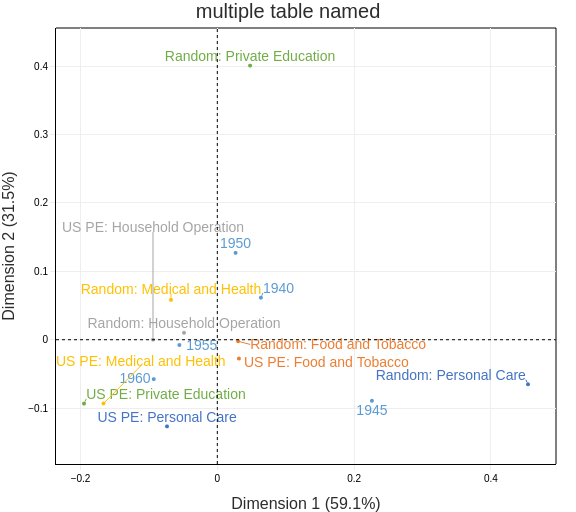 multiple table named
Random: Private Education
0.4
0.3
0.2
US PE: Household Operation
1950
0.1
Random: Medical and Health
1940
Random: Household Operation
0
1955
Random: Food and Tobacco
US PE: Medical and Health
US PE: Food and Tobacco
1960
Random: Personal Care
US PE: Private Education
−0.1
1945
US PE: Personal Care
−0.2
0
0.2
0.4
Dimension 1 (59.1%)
Dimension 2 (31.5%)